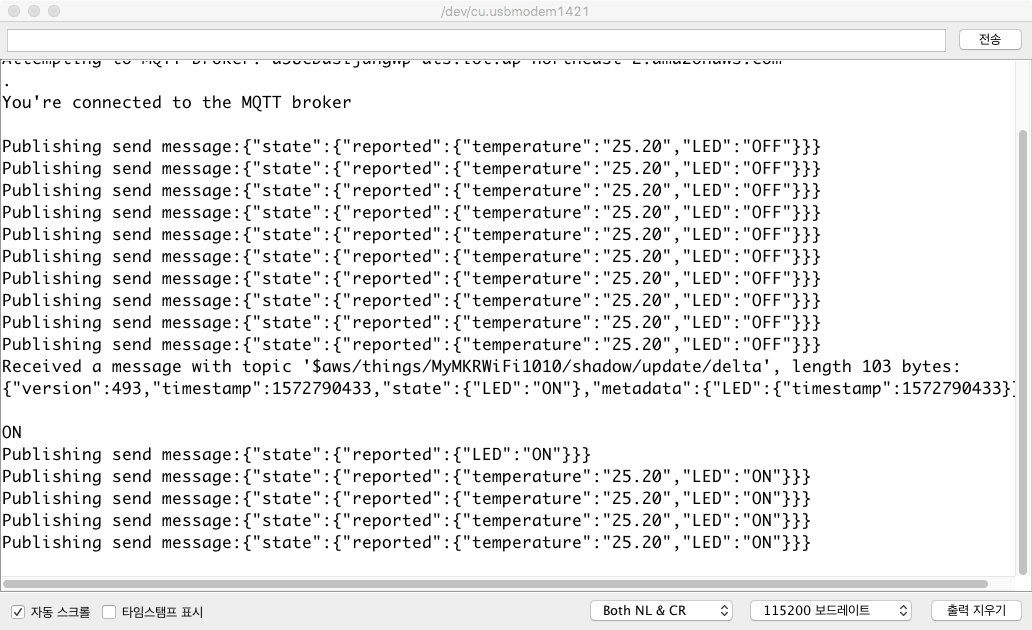 /dev/cu.usbmodem1421
전송
Attempting to MQTT broker:
.
You're connected to the MQTT broker
Publishing send message:{"state":{"reported":{"temperature":"25.20","LED":"OFF"}}}
Publishing send message:{"state":{"reported":{"temperature":"25.20","LED":"OFF"}}}
Publishing send message:{"state":{"reported":{"temperature":"25.20","LED":"OFF"}}}
Publishing send message:{"state":{"reported":{"temperature":"25.20","LED":"OFF"}}}
Publishing send message:{"state":{"reported":{"temperature":"25.20","LED":"OFF"}}}
Publishing send message:{"state":{"reported":{"temperature":"25.20","LED":"OFF"}}}
Publishing send message:{"state":{"reported":{"temperature":"25.20","LED":"OFF"}}}
Publishing send message:{"state":{"reported":{"temperature":"25.20","LED":"OFF"}}}
Publishing send message:{"state":{"reported":{"temperature":"25.20","LED":"OFF"}}}
Publishing send message:{"state":{"reported":{"temperature":"25.20","LED":"OFF"}}}
Received a message with topic '$aws/things/MyMKRWiFi1010/shadow/update/delta', length 103 bytes:
{"version":493,"timestamp":1572790433,"state":{"LED":"ON"},"metadata":{"LED":{"timestamp":1572790433}}
ON
Publishing send message:{"state":{"reported":{"LED":"ON"}}}
Publishing send message:{"state":{"reported":{"temperature":"25.20","LED":"ON"}}}
Publishing send message:{"state":{"reported":{"temperature":"25.20","LED":"ON"}}}
Publishing send message:{"state":{"reported":{"temperature":"25.20","LED":"ON"}}}
Publishing send message:{"state":{"reported":{"temperature":"25.20","LED":"ON"}}}
자동 스크롤 타임스탬프 표시 Both NL & CR 115200 보드레이트 출력 지우기